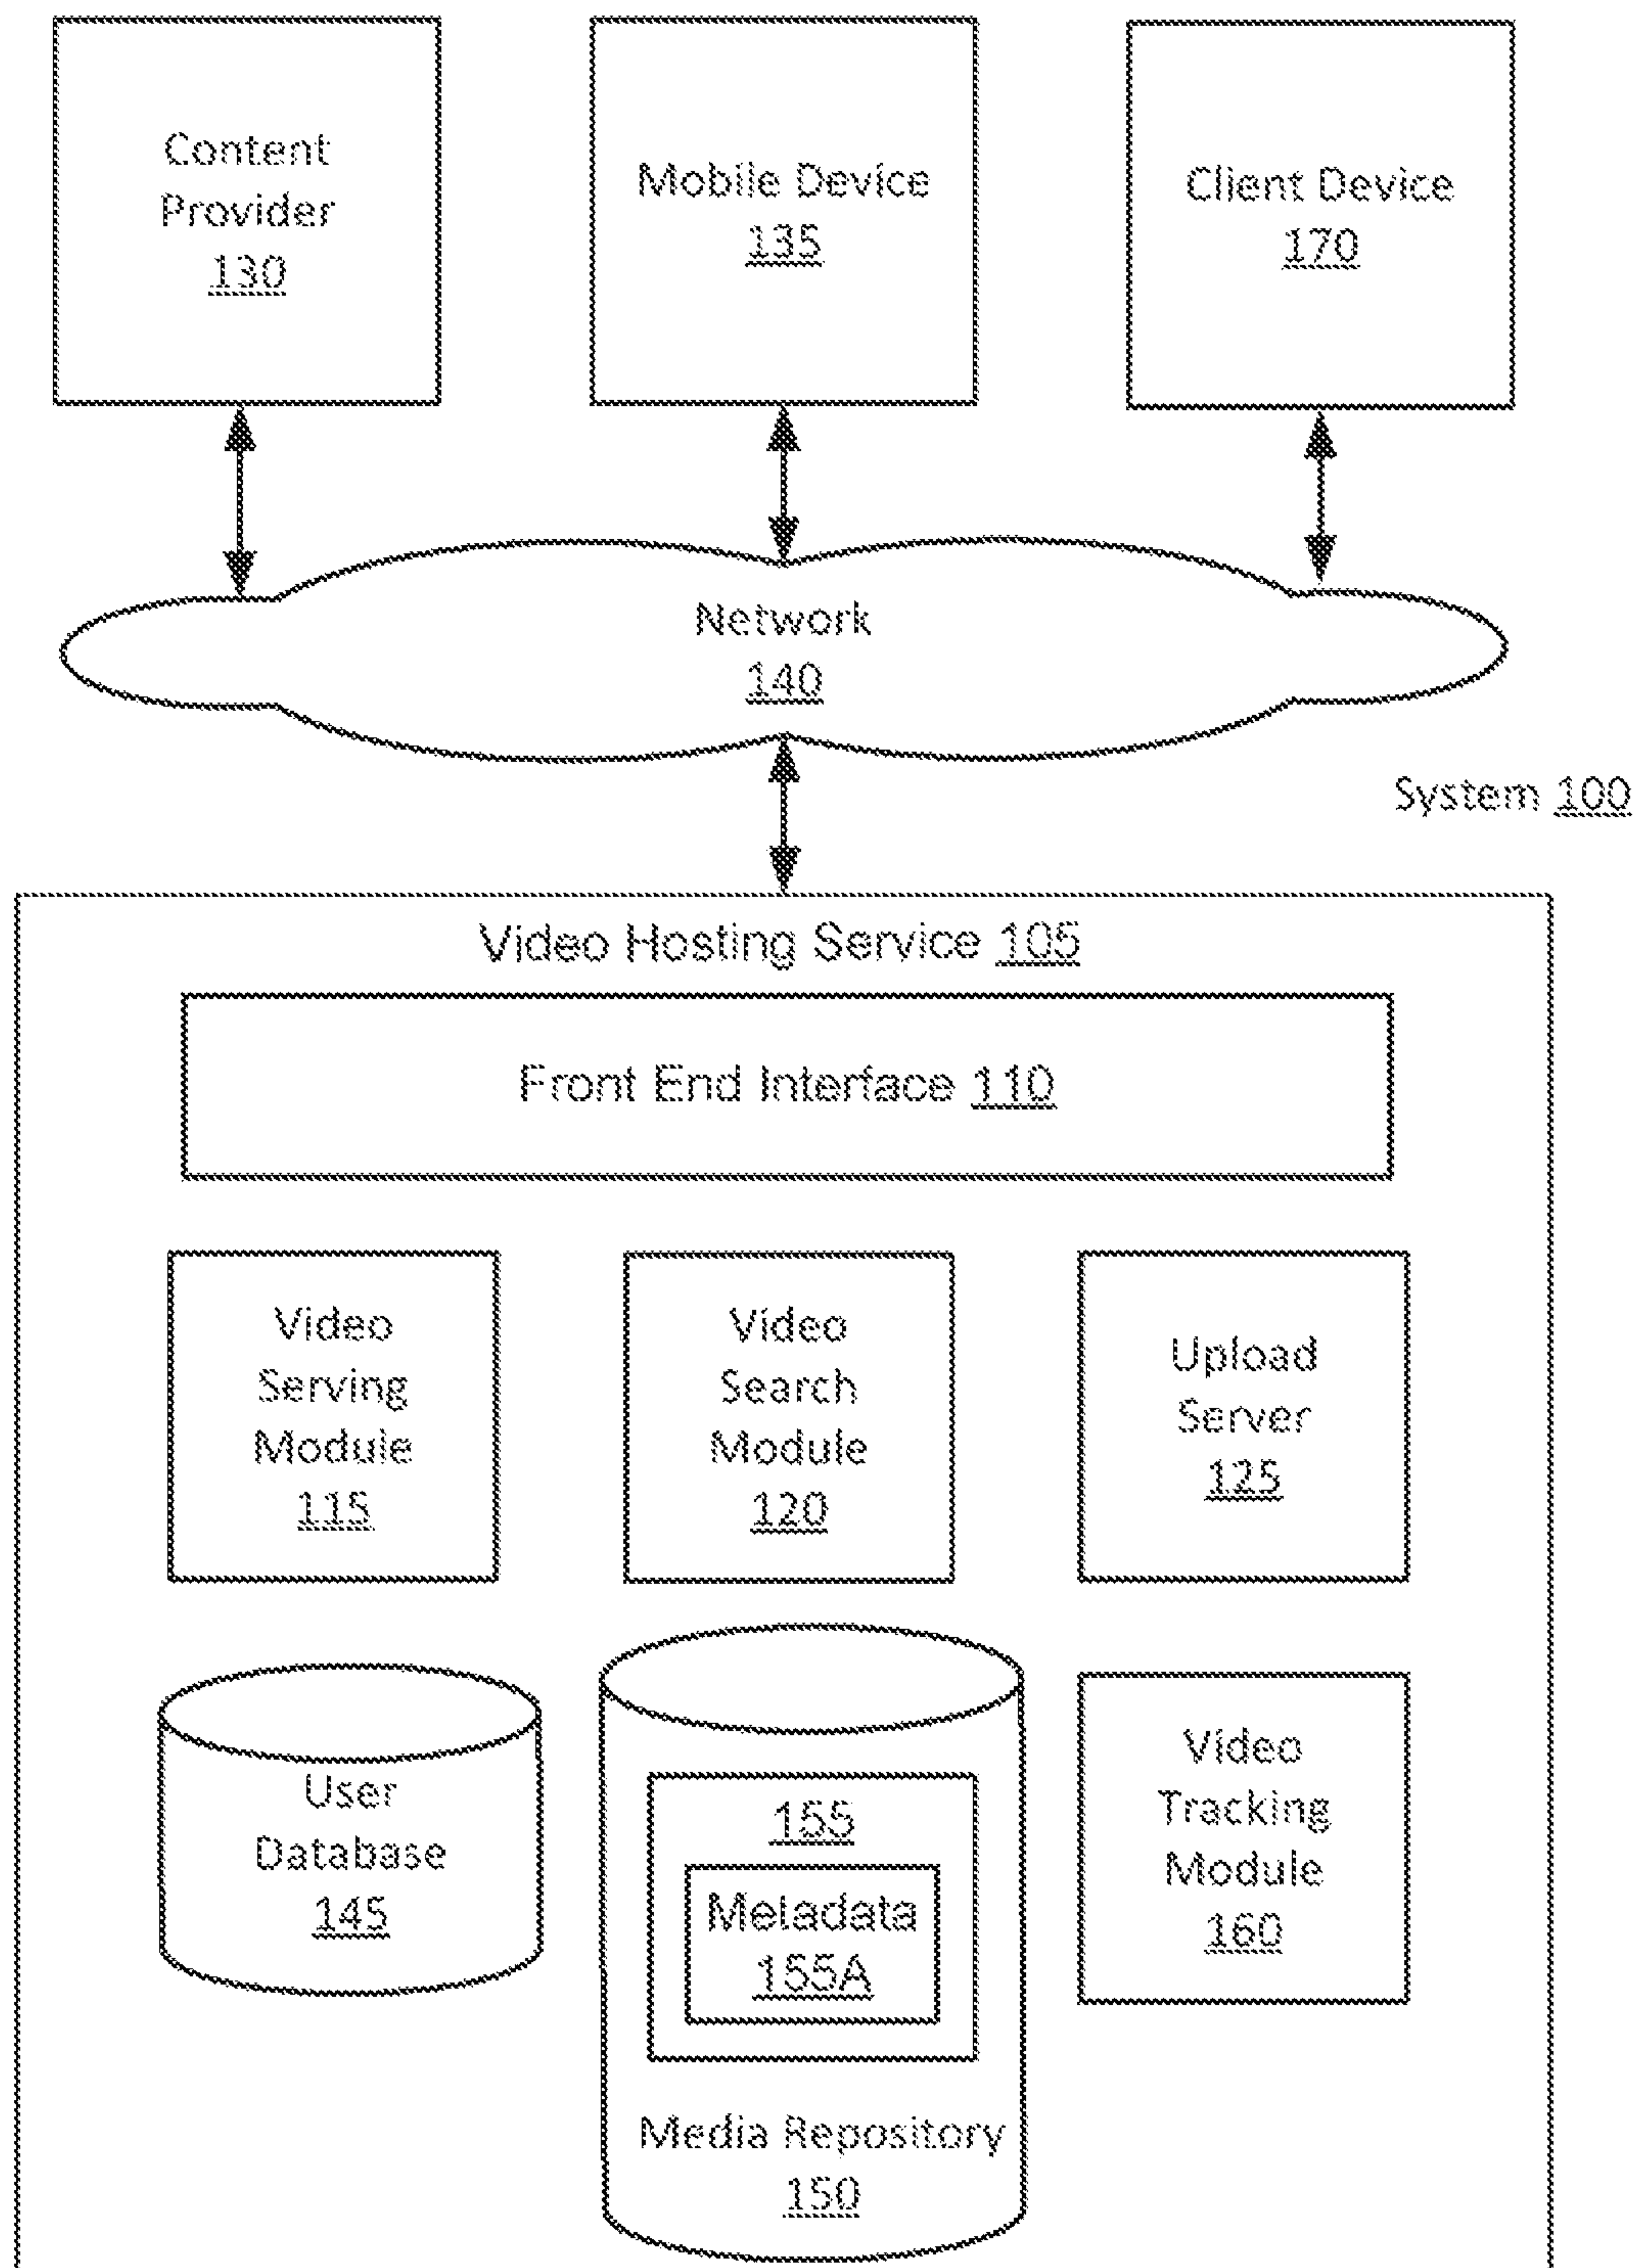 Content
Provider
130
Mobile Device
135
Client Device
170
Network
140
System 100
Video Hosting Service 105
Front End Interface 110
Video
Serving
Module
115
Video
Search
Module
120
Upload
Server
125
User
Database
145
155
Metadata
155A
Media Repository
150
Video
Tracking
Module
160